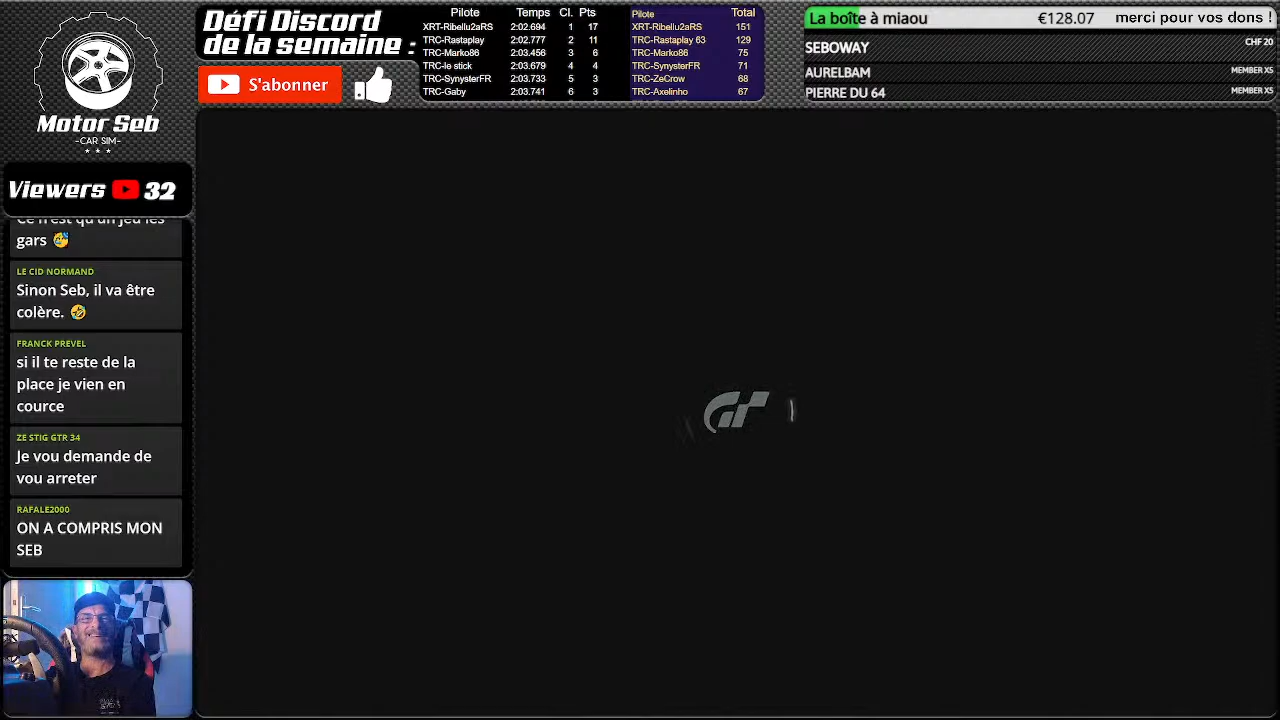 Motor Seb
-CAR SIM-
Défi Discord
de la semaine :
S'abonner
Pilote Temps Cl. Pts
XRT-Ribellu2aRS 2:02.694 1 17
TRC-Rastaplay 2:02.777 2 11
TRC-Marko86 2:03.456 3 6
TRC-le stick 2:03.679 4 4
TRC-SynysterFR 2:03.733 5 3
TRC-Gaby 2:03.741 6 3
Pilote Total
XRT-Ribellu2aRS 151
TRC-Rastaplay 63 129
TRC-Marko86 75
TRC-SynysterFR 71
TRC-ZeCrow 68
TRC-Axelinho 67
La boîte à miaou €128.07 merci pour vos dons !
SEBOWAY CHF 20
AURELBAM MEMBER X5
PIERRE DU 64 MEMBER X5
Viewers 32
Ce n'est qu'un jeu les
gars 🥳
LE CID NORMAND
Sinon Seb, il va être
colère. 🤣
FRANCK PREVEL
si il te reste de la
place je vien en
cource
ZE STIG GTR 34
Je vou demande de
vou arreter
RAFALE2000
ON A COMPRIS MON
SEB
GT